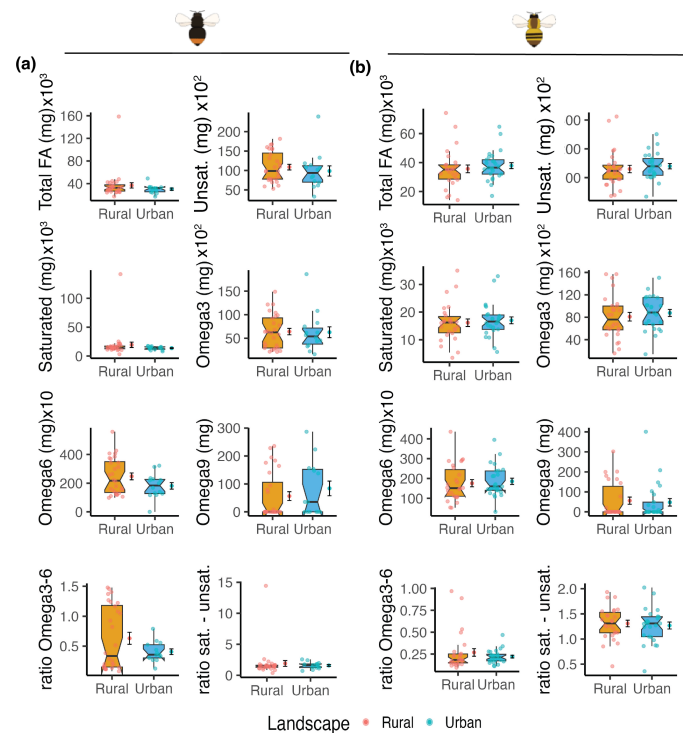 (a)
(b)
Total FA (mg)x10³
160
120
80
40
Rural Urban
Unsat. (mg) x10²
200
150
100
50
Rural Urban
Total FA (mg)x10³
60
40
20
Rural Urban
Unsat. (mg) x10²
00
00
Rural Urban
Saturated (mg)x10³
100
50
0
Rural Urban
Omega3 (mg)x10²
150
100
50
Rural Urban
Saturated (mg)x10³
30
20
10
Rural Urban
Omega3 (mg)x10²
160
120
80
40
Rural Urban
Omega6 (mg)x10
400
200
0
Rural Urban
Omega9 (mg)
300
200
100
0
Rural Urban
Omega6 (mg)x10
400
300
200
100
Rural Urban
Omega9 (mg)
400
300
200
100
0
Rural Urban
ratio Omega3-6
1.5
1.0
0.5
Rural Urban
ratio sat. - unsat.
15
10
5
0
Rural Urban
ratio Omega3-6
1.00
0.75
0.50
0.25
Rural Urban
ratio sat. - unsat.
2.0
1.5
1.0
0.5
Rural Urban
Landscape Rural Urban